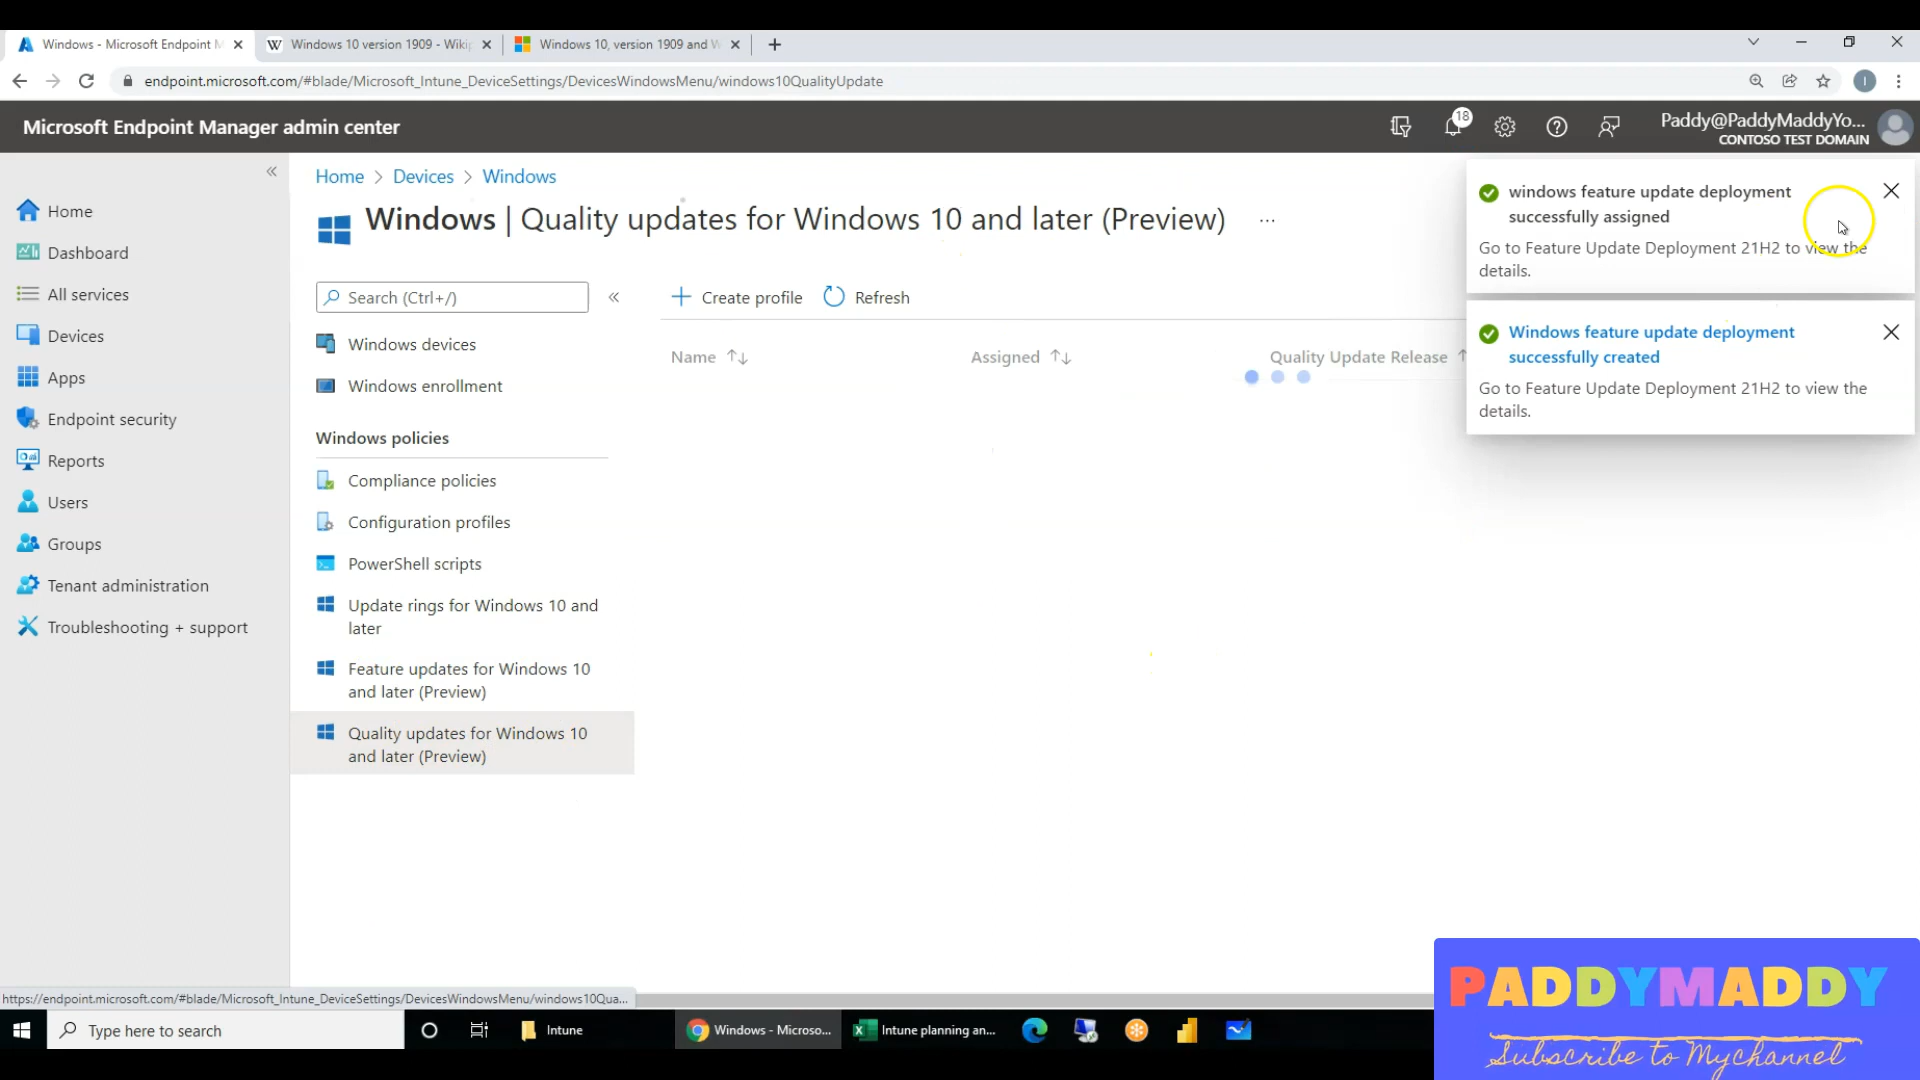 Windows - Microsoft Endpoint M
Windows 10 version 1909 - Wikip
Windows 10, version 1909 and W
endpoint.microsoft.com/#blade/Microsoft_Intune_DeviceSettings/DevicesWindowsMenu/windows10QualityUpdate
Microsoft Endpoint Manager admin center
18
Paddy@PaddyMaddyYo...
CONTOSO TEST DOMAIN
Home
Dashboard
All services
Devices
Apps
Endpoint security
Reports
Users
Groups
Tenant administration
Troubleshooting + support
Home > Devices > Windows
Windows | Quality updates for Windows 10 and later (Preview) ...
Search (Ctrl+/)
Windows devices
Windows enrollment
Windows policies
Compliance policies
Configuration profiles
PowerShell scripts
Update rings for Windows 10 and
later
Feature updates for Windows 10
and later (Preview)
Quality updates for Windows 10
and later (Preview)
+ Create profile Refresh
Name ↑↓ Assigned ↑↓ Quality Update Release
windows feature update deployment
successfully assigned
Go to Feature Update Deployment 21H2 to view the
details.
Windows feature update deployment
successfully created
Go to Feature Update Deployment 21H2 to view the
details.
https://endpoint.microsoft.com/#blade/Microsoft_Intune_DeviceSettings/DevicesWindowsMenu/windows10Qua...
Type here to search
Intune
Windows - Microso...
Intune planning an...
PADDYMADDY
Subscribe to Mychannel